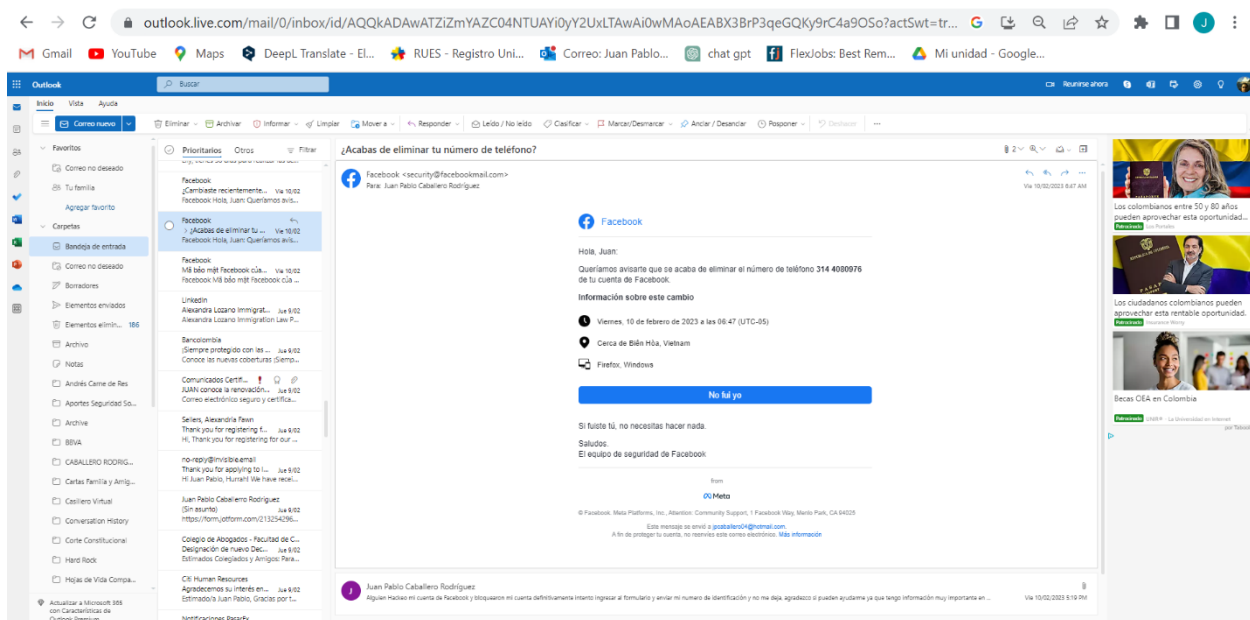 outlook.live.com/mail/0/inbox/id/AQQkADAwATZiZmYAZC04NTUAYi0yY2UxLTAwAi0wMAoAEABX3BrP3qeGQKy9rC4a9OSo?actSwt=tr...
Gmail YouTube Maps DeepL Translate - El... RUES - Registro Uni... Correo: Juan Pablo... chat gpt FlexJobs: Best Rem... Mi unidad - Google...
Outlook Buscar Reunirse ahora
Inicio Vista Ayuda
Correo nuevo Eliminar Archivar Informar Limpiar Mover a Responder Leído / No leído Clasificar Marcar/Desmarcar Anclar / Desanclar Posponer Deshacer ...
Favoritos
Correo no deseado
Tu familia
Agregar favorito
Carpetas
Bandeja de entrada
Correo no deseado
Borradores
Elementos enviados
Elementos elimin... 186
Archivo
Notas
Andrés Carne de Res
Aportes Seguridad So...
Archive
BBVA
CABALLERO RODRIG...
Cartas Familia y Amig...
Casillero Virtual
Conversation History
Corte Constitucional
Hard Rock
Hojas de Vida Compa...
Actualizar a Microsoft 365
con Características de
Outlook Premium
Prioritarios Otros Filtrar
Facebook
¿Cambiaste recientemente... Vie 10/02
Facebook Hola, Juan: Queríamos avis...
Facebook
> ¿Acabas de eliminar tu ... Vie 10/02
Facebook Hola, Juan: Queríamos avis...
Facebook
Mã bảo mật Facebook của... Vie 10/02
Facebook Mã bảo mật Facebook của ...
LinkedIn
Alexandra Lozano Immigrat... Jue 9/02
Alexandra Lozano Immigration Law P...
Bancolombia
¡Siempre protegido con las ... Jue 9/02
Conoce las nuevas coberturas ¡Siemp...
Comunicados Certif...
JUAN conoce la renovación... Jue 9/02
Correo electrónico seguro y certifica...
Sellers, Alexandria Fawn
Thank you for registering f... Jue 9/02
Hi, Thank you for registering for our ...
no-reply@invisible.email
Thank you for applying to I... Jue 9/02
Hi Juan Pablo, Hurrah! We have recei...
Juan Pablo Caballero Rodríguez
(Sin asunto) Jue 9/02
https://form.jotform.com/213254296...
Colegio de Abogados - Facultad de C...
Designación de nuevo Dec... Jue 9/02
Estimados Colegiados y Amigos: Para...
Citi Human Resources
Agradecemos su interés en... Jue 9/02
Estimado/a Juan Pablo, Gracias por t...
Notificaciones PasarEx
¿Acabas de eliminar tu número de teléfono? 2
Facebook <security@facebookmail.com>
Para: Juan Pablo Caballero Rodríguez
Vie 10/02/2023 6:47 AM
Facebook
Hola, Juan:
Queríamos avisarte que se acaba de eliminar el número de teléfono 314 4080976
de tu cuenta de Facebook.
Información sobre este cambio
Viernes, 10 de febrero de 2023 a las 06:47 (UTC-05)
Cerca de Biên Hòa, Vietnam
Firefox, Windows
No fui yo
Si fuiste tú, no necesitas hacer nada.
Saludos.
El equipo de seguridad de Facebook
from
Meta
© Facebook, Meta Platforms, Inc., Attention: Community Support, 1 Facebook Way, Menlo Park, CA 94025
Este mensaje se envió a jpcaballero04@hotmail.com.
A fin de proteger tu cuenta, no reenvíes este correo electrónico. Más información
J Juan Pablo Caballero Rodríguez
Alguien Hackeo mi cuenta de Facebook y bloquearon mi cuenta definitivamente intento ingresar al formulario y enviar mi numero de identificación y no me deja, agradezco si pueden ayudarme ya que tengo información muy importante en ... Vie 10/02/2023 5:19 PM
Los colombianos entre 50 y 80 años
pueden aprovechar esta oportunidad...
Patrocinado
Los ciudadanos colombianos pueden
aprovechar esta rentable oportunidad.
Patrocinado
Becas OEA en Colombia
Patrocinado UNIR® - La Universidad en Internet
por Taboola